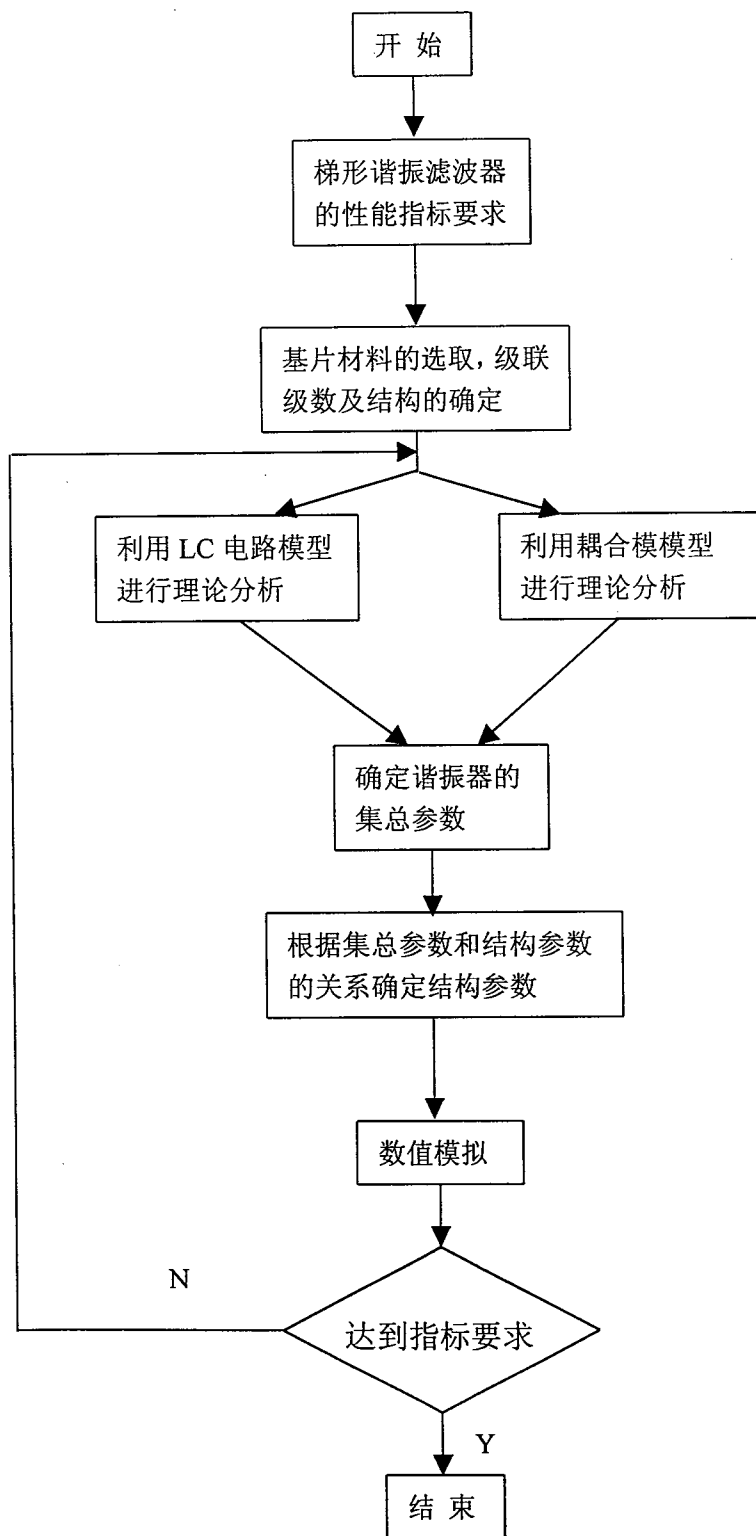 开 始
梯形谐振滤波器
的性能指标要求
基片材料的选取，级联
级数及结构的确定
利用 LC 电路模型
进行理论分析
利用耦合模模型
进行理论分析
确定谐振器的
集总参数
根据集总参数和结构参数
的关系确定结构参数
数值模拟
N
达到指标要求
Y
结 束